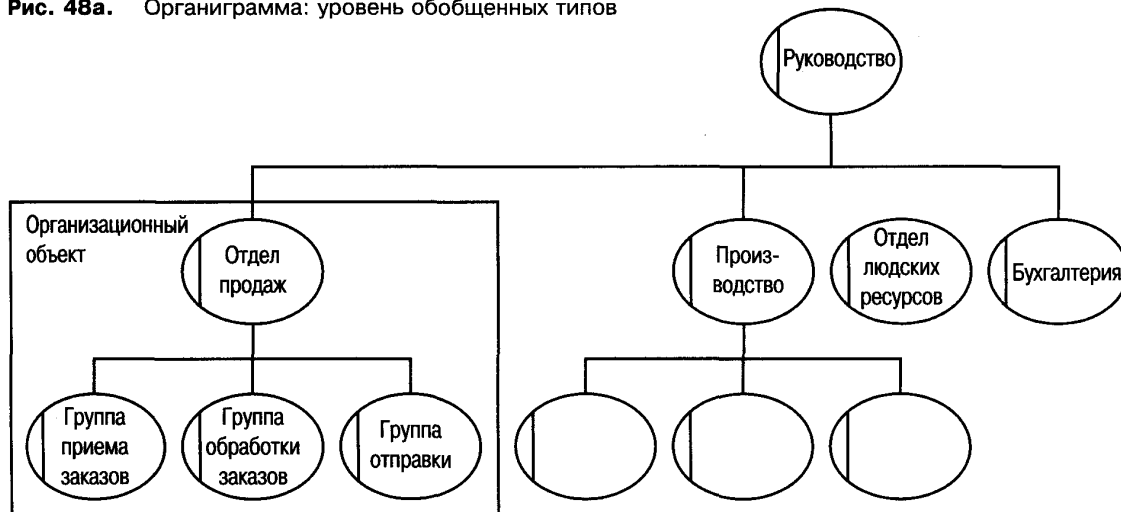 Рис. 48а. Органиграмма: уровень обобщенных типов
Руководство
Организационный
объект
Отдел
продаж
Произ-
водство
Отдел
людских
ресурсов
Бухгалтерия
Группа
приема
заказов
Группа
обработки
заказов
Группа
отправки